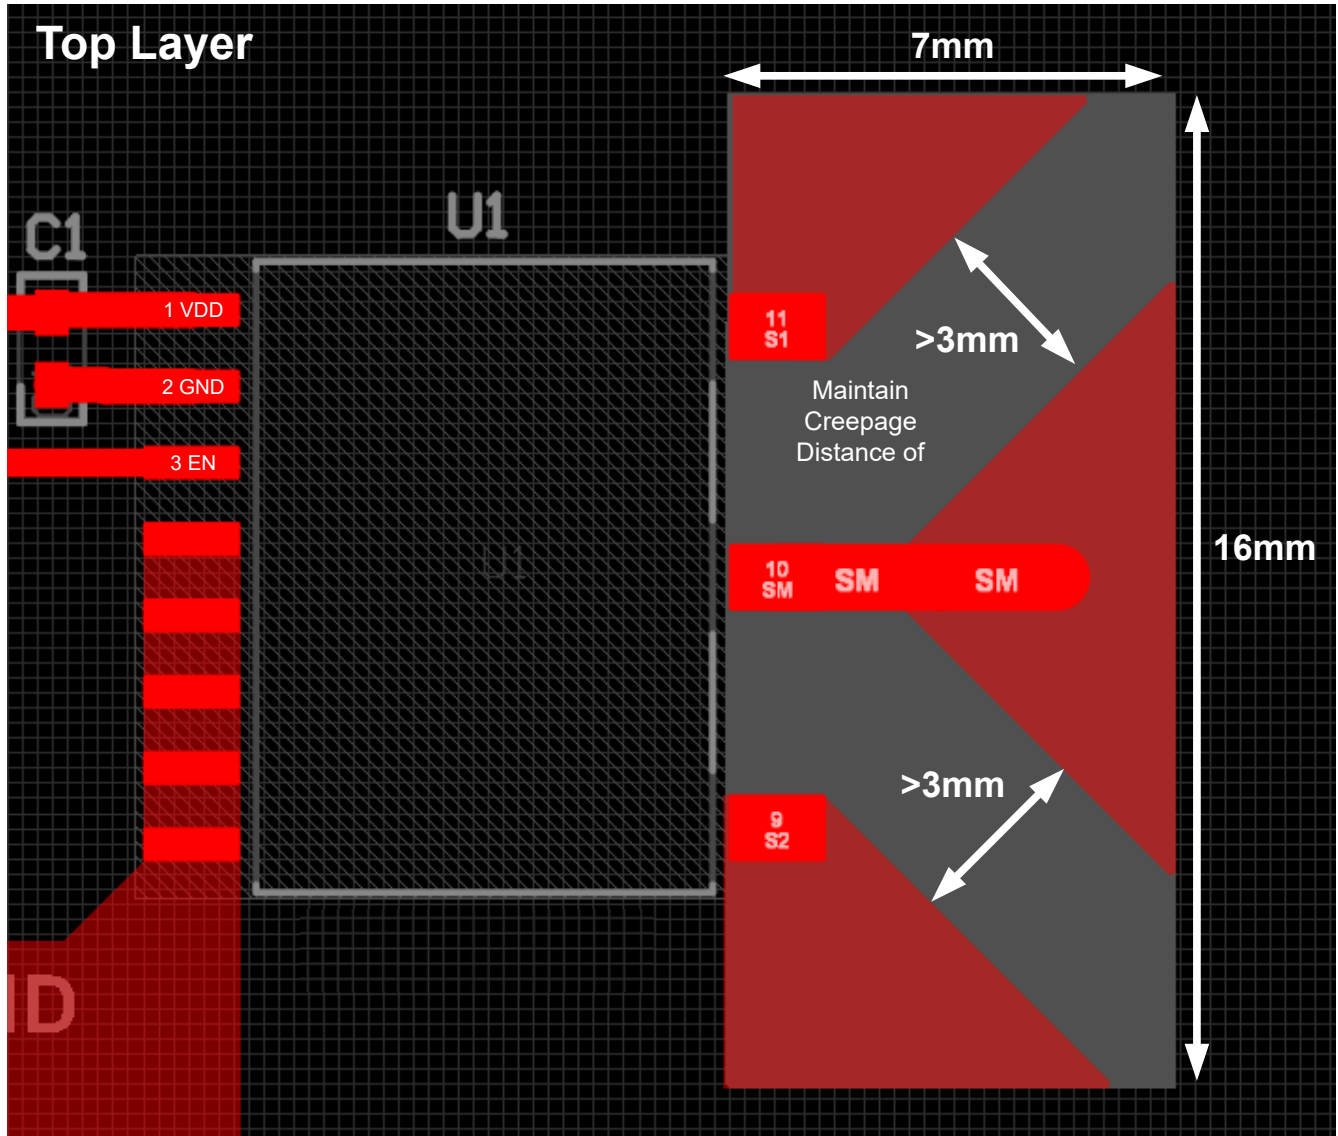 Top Layer
7mm
C1
U1
1 VDD
2 GND
3 EN
11
S1
>3mm
Maintain
Creepage
Distance of
10
SM
SM
SM
16mm
>3mm
9
S2
D